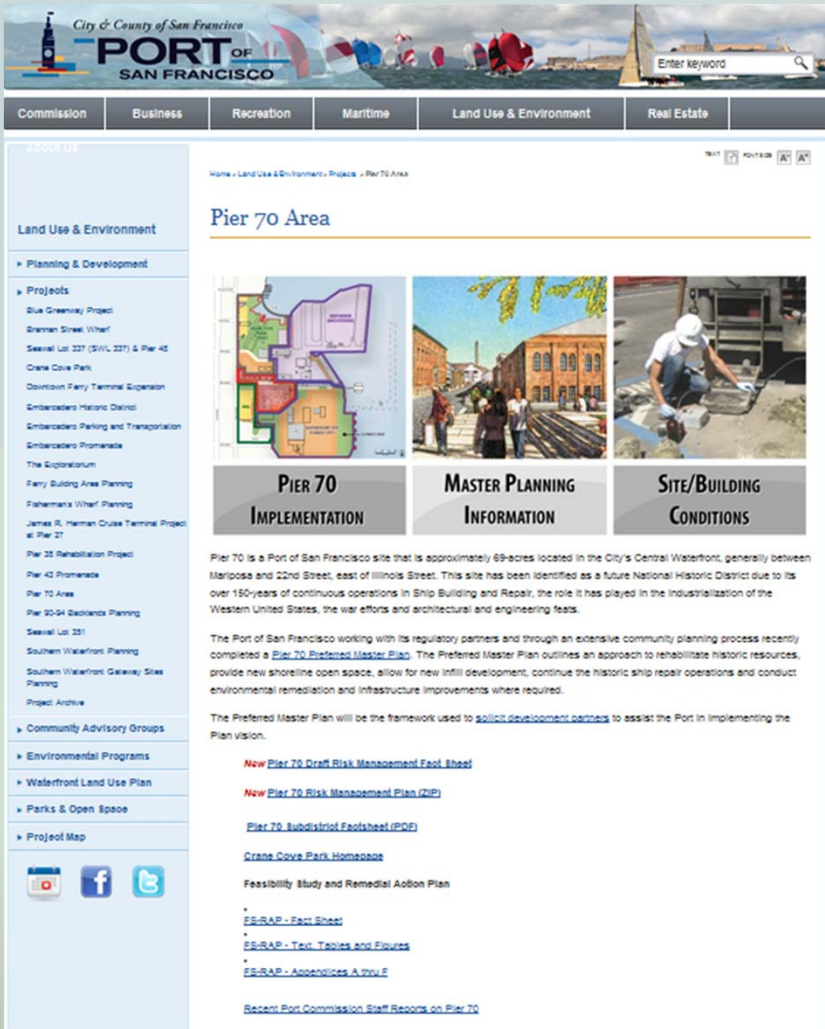 City & County of San Francisco
PORT OF
SAN FRANCISCO
Enter keyword
Commission
Business
Recreation
Maritime
Land Use & Environment
Real Estate
ABOUT US
TEXT
FONT SIZE
Home » Land Use & Environment » Projects » Pier 70 Area
Pier 70 Area
Land Use & Environment
Planning & Development
Projects
Blue Greenway Project
Brannan Street Wharf
Seawall Lot 337 (SWL 337) & Pier 48
Crane Cove Park
Downtown Ferry Terminal Expansion
Embarcadero Historic District
Embarcadero Parking and Transportation
Embarcadero Promenade
The Exploratorium
Ferry Building Area Planning
Fisherman's Wharf Planning
James R. Herman Cruise Terminal Project
at Pier 27
Pier 38 Rehabilitation Project
Pier 43 Promenade
Pier 70 Area
Pier 90-94 Backlands Planning
Seawall Lot 351
Southern Waterfront Planning
Southern Waterfront Gateway Sites
Planning
Project Archive
Community Advisory Groups
Environmental Programs
Waterfront Land Use Plan
Parks & Open Space
Project Map
PIER 70
IMPLEMENTATION
MASTER PLANNING
INFORMATION
SITE/BUILDING
CONDITIONS
Pier 70 is a Port of San Francisco site that is approximately 69-acres located in the City's Central Waterfront, generally between
Mariposa and 22nd Street, east of Illinois Street. This site has been identified as a future National Historic District due to its
over 150-years of continuous operations in Ship Building and Repair, the role it has played in the industrialization of the
Western United States, the war efforts and architectural and engineering feats.
The Port of San Francisco working with its regulatory partners and through an extensive community planning process recently
completed a Pier 70 Preferred Master Plan. The Preferred Master Plan outlines an approach to rehabilitate historic resources,
provide new shoreline open space, allow for new infill development, continue the historic ship repair operations and conduct
environmental remediation and infrastructure improvements where required.
The Preferred Master Plan will be the framework used to solicit development partners to assist the Port in implementing the
Plan vision.
New Pier 70 Draft Risk Management Fact Sheet
New Pier 70 Risk Management Plan (ZIP)
Pier 70 Subdistrict Factsheet (PDF)
Crane Cove Park Homepage
Feasibility Study and Remedial Action Plan
FS-RAP - Fact Sheet
FS-RAP - Text, Tables and Figures
FS-RAP - Appendices A thru F
Recent Port Commission Staff Reports on Pier 70